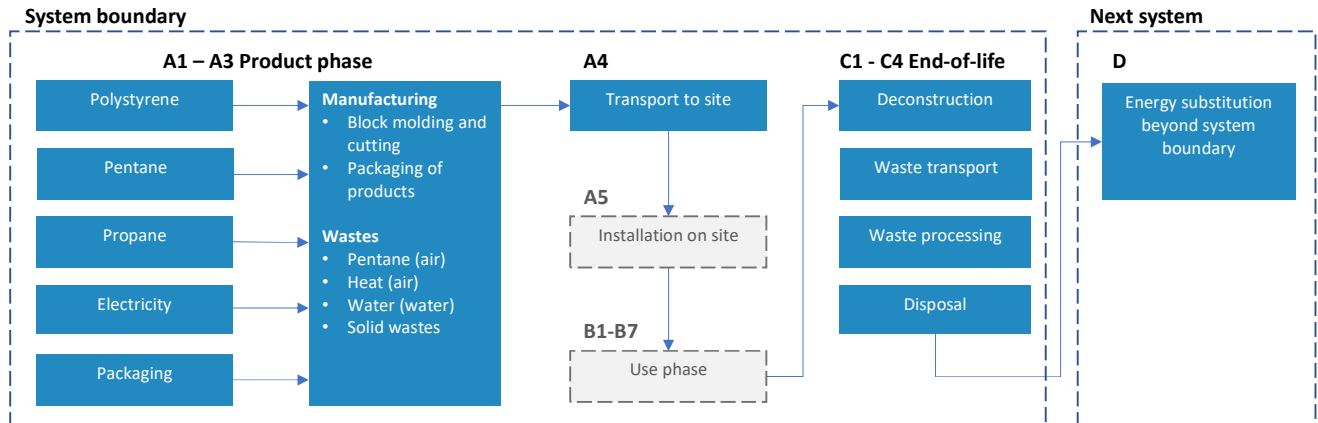 System boundary
Next system
A1 – A3 Product phase
A4
C1 - C4 End-of-life
D
Polystyrene
Pentane
Propane
Electricity
Packaging
Manufacturing
• Block molding and
cutting
• Packaging of
products
Wastes
• Pentane (air)
• Heat (air)
• Water (water)
• Solid wastes
Transport to site
A5
Installation on site
B1-B7
Use phase
Deconstruction
Waste transport
Waste processing
Disposal
Energy substitution
beyond system
boundary